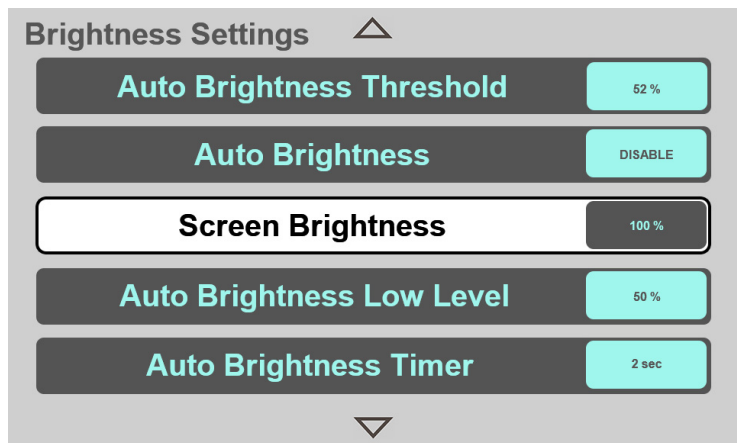 Brightness Settings
Auto Brightness Threshold 52 %
Auto Brightness DISABLE
Screen Brightness 100 %
Auto Brightness Low Level 50 %
Auto Brightness Timer 2 sec